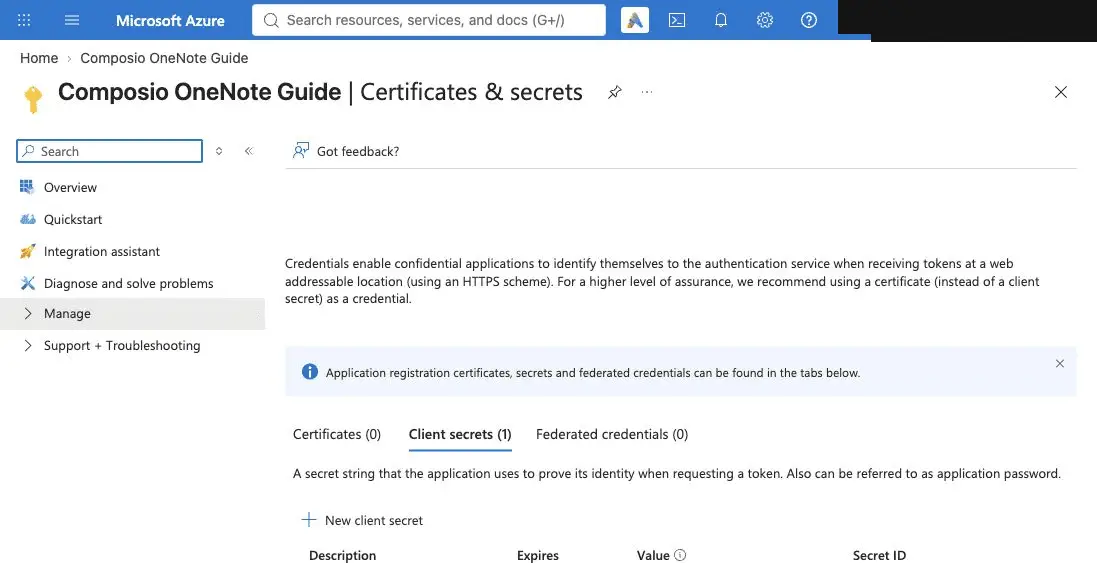 Microsoft Azure
Search resources, services, and docs (G+/)
Home › Composio OneNote Guide
Composio OneNote Guide | Certificates & secrets
Search
Got feedback?
Overview
Quickstart
Integration assistant
Diagnose and solve problems
Manage
Support + Troubleshooting
Credentials enable confidential applications to identify themselves to the authentication service when receiving tokens at a web
addressable location (using an HTTPS scheme). For a higher level of assurance, we recommend using a certificate (instead of a client
secret) as a credential.
Application registration certificates, secrets and federated credentials can be found in the tabs below.
Certificates (0) Client secrets (1) Federated credentials (0)
A secret string that the application uses to prove its identity when requesting a token. Also can be referred to as application password.
New client secret
Description Expires Value Secret ID